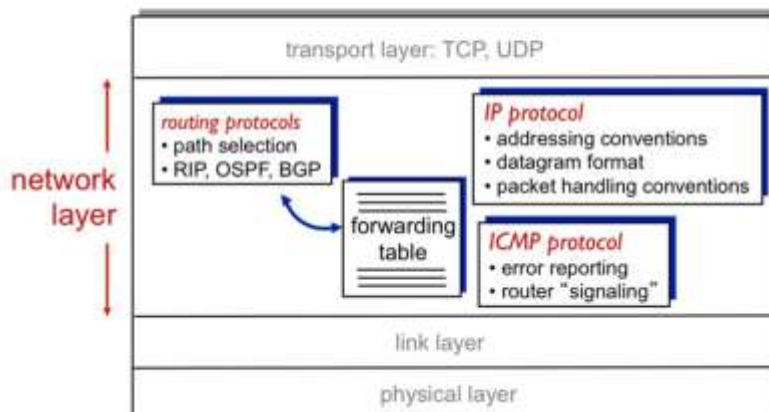 transport layer: TCP, UDP
network
layer
routing protocols
• path selection
• RIP, OSPF, BGP
forwarding
table
IP protocol
• addressing conventions
• datagram format
• packet handling conventions
ICMP protocol
• error reporting
• router “signaling”
link layer
physical layer